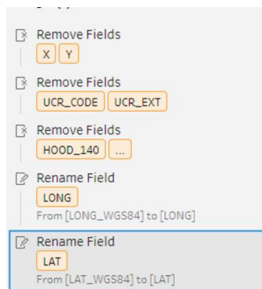 Remove Fields
X Y
Remove Fields
UCR_CODE UCR_EXT
Remove Fields
HOOD_140 ...
Rename Field
LONG
From [LONG_WGS84] to [LONG]
Rename Field
LAT
From [LAT_WGS84] to [LAT]